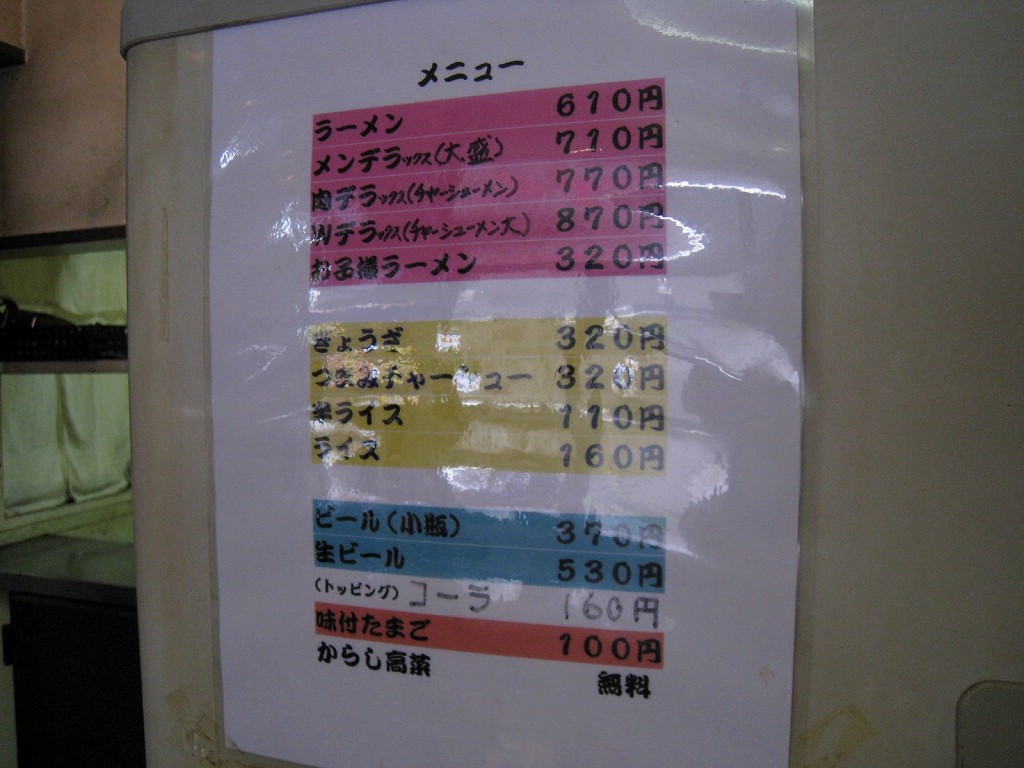 メニュー
ラーメン 610円
メンデラックス(大盛) 710円
肉デラックス(チャーシューメン) 770円
Wデラックス(チャーシューメン大) 870円
お子様ラーメン 320円
ぎょうざ 320円
つまみチャーシュー 320円
半ライス 110円
ライス 160円
ビール(小瓶) 370円
生ビール 530円
(トッピング) コーラ 160円
味付たまご 100円
からし高菜 無料